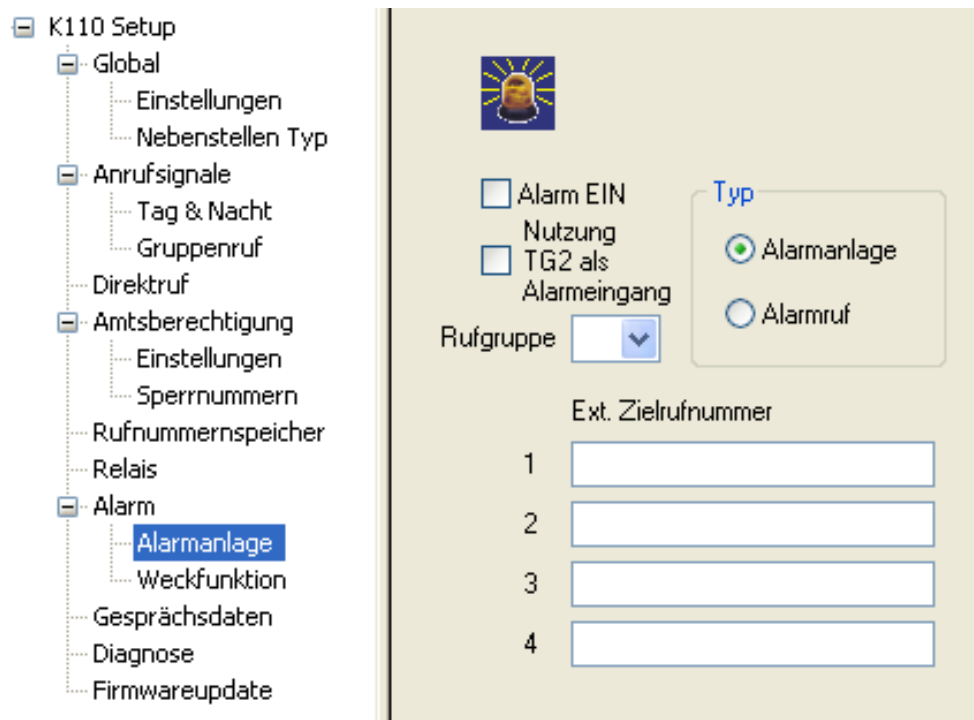 K110 Setup
Global
Einstellungen
Nebenstellen Typ
Anrufsignale
Tag & Nacht
Gruppenruf
Direktruf
Amtsberechtigung
Einstellungen
Sperrnummern
Rufnummernspeicher
Relais
Alarm
Alarmanlage
Weckfunktion
Gesprächsdaten
Diagnose
Firmwareupdate
Alarm EIN
Nutzung
TG2 als
Alarmeingang
Rufgruppe
Typ
Alarmanlage
Alarmruf
Ext. Zielrufnummer
1
2
3
4